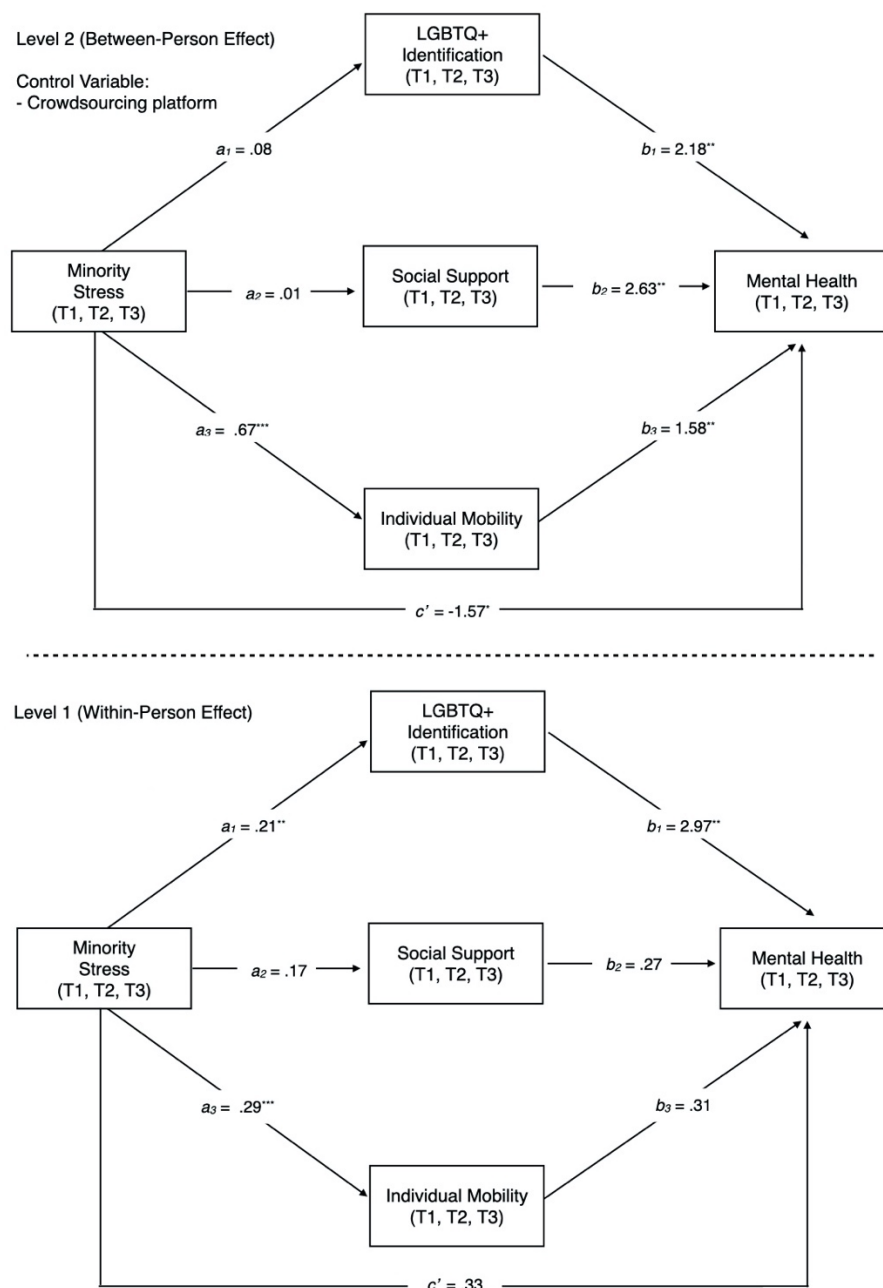 Level 2 (Between-Person Effect)
Control Variable:
- Crowdsourcing platform
LGBTQ+
Identification
(T1, T2, T3)
a₁ = .08
b₁ = 2.18**
Minority
Stress
(T1, T2, T3)
a₂ = .01
Social Support
(T1, T2, T3)
b₂ = 2.63**
Mental Health
(T1, T2, T3)
a₃ = .67***
b₃ = 1.58**
Individual Mobility
(T1, T2, T3)
c' = -1.57*
Level 1 (Within-Person Effect)
LGBTQ+
Identification
(T1, T2, T3)
a₁ = .21**
b₁ = 2.97**
Minority
Stress
(T1, T2, T3)
a₂ = .17
Social Support
(T1, T2, T3)
b₂ = .27
Mental Health
(T1, T2, T3)
a₃ = .29***
b₃ = .31
Individual Mobility
(T1, T2, T3)
c' = .33